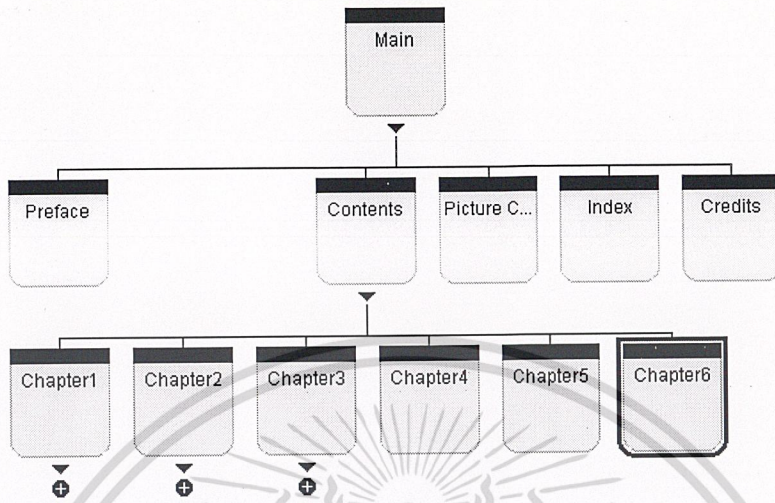 Main
Preface
Contents
Picture C...
Index
Credits
Chapter1
Chapter2
Chapter3
Chapter4
Chapter5
Chapter6